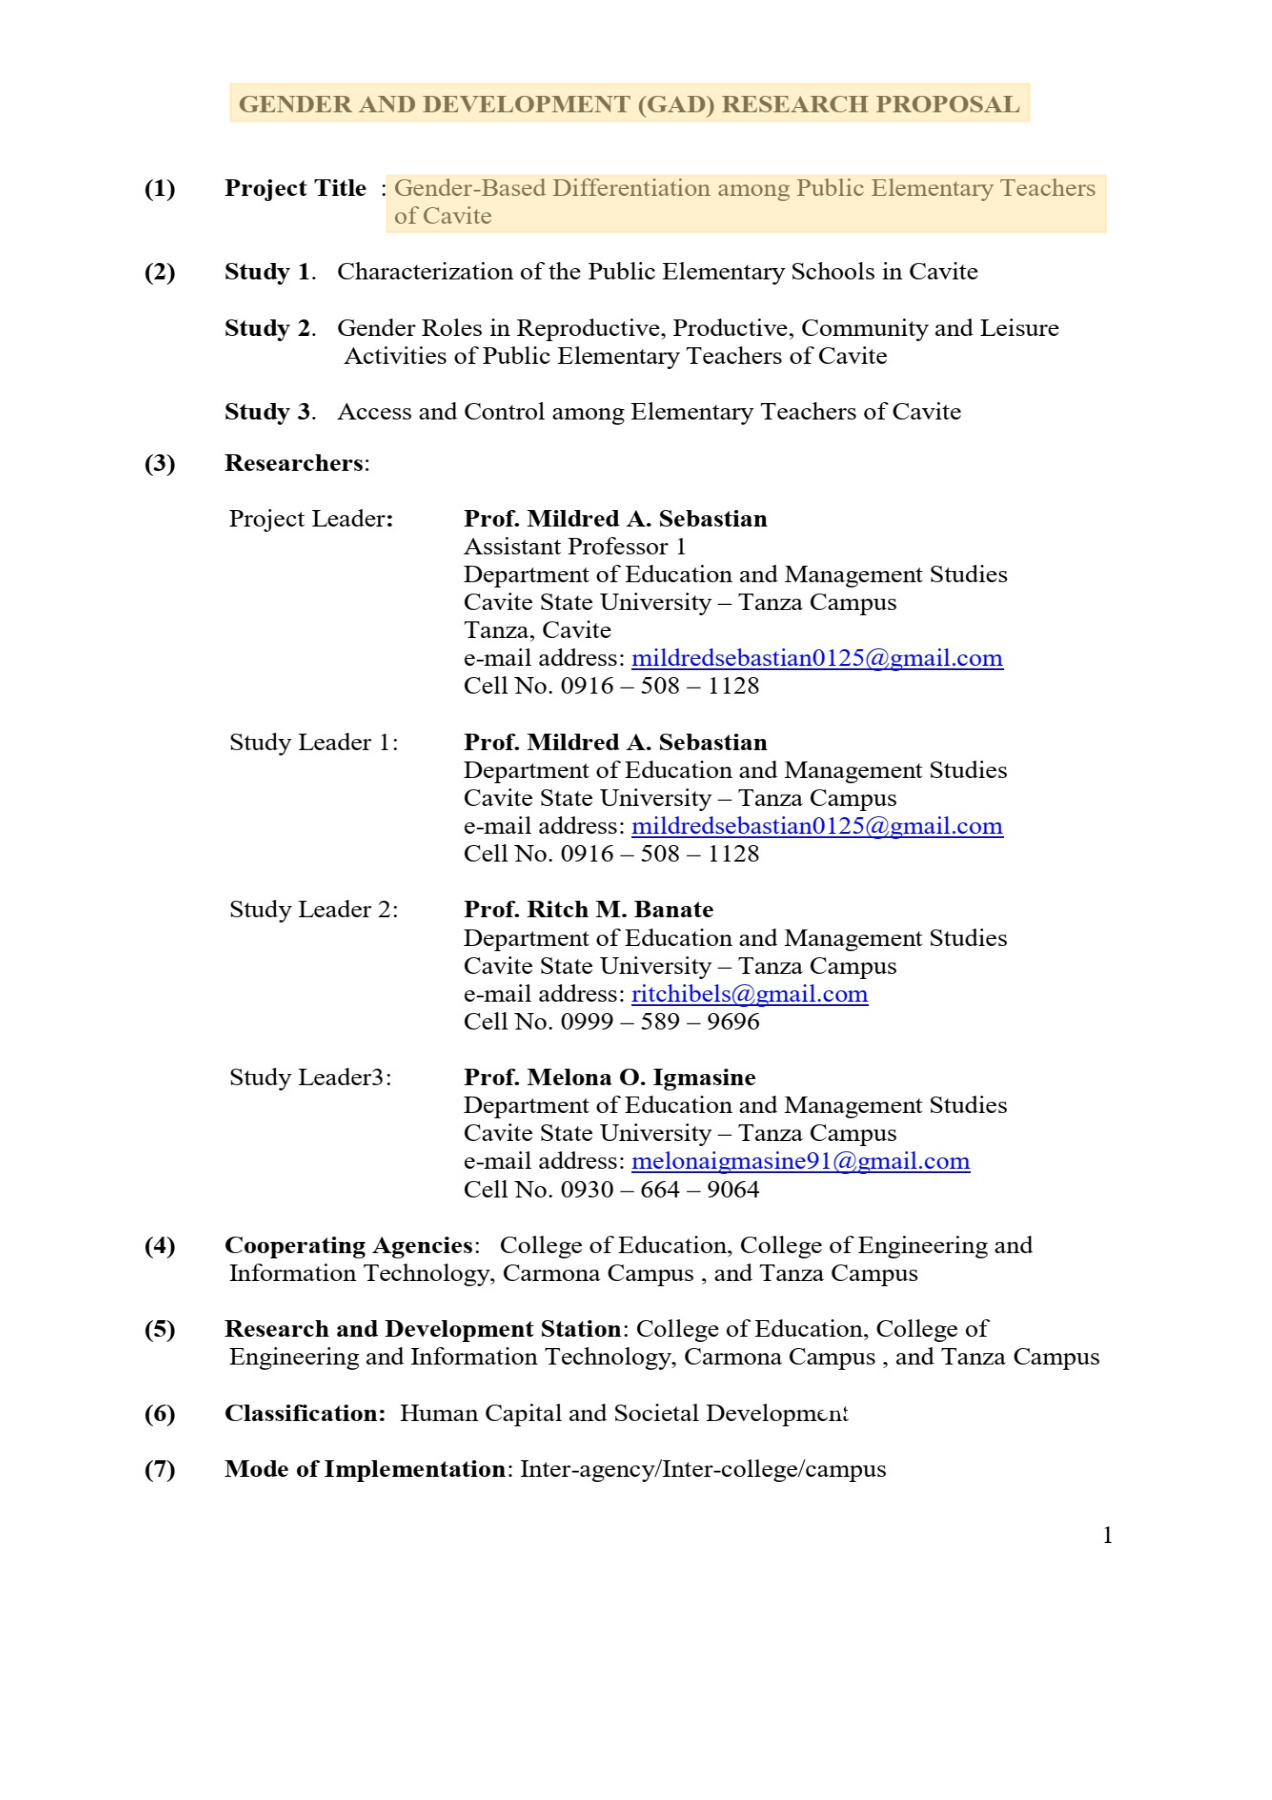 GENDER AND DEVELOPMENT (GAD) RESEARCH PROPOSAL
(1) Project Title : Gender-Based Differentiation among Public Elementary Teachers
of Cavite
(2) Study 1. Characterization of the Public Elementary Schools in Cavite
Study 2. Gender Roles in Reproductive, Productive, Community and Leisure
Activities of Public Elementary Teachers of Cavite
Study 3. Access and Control among Elementary Teachers of Cavite
(3) Researchers:
Project Leader: Prof. Mildred A. Sebastian
Assistant Professor 1
Department of Education and Management Studies
Cavite State University – Tanza Campus
Tanza, Cavite
e-mail address: mildredsebastian0125@gmail.com
Cell No. 0916 – 508 – 1128
Study Leader 1: Prof. Mildred A. Sebastian
Department of Education and Management Studies
Cavite State University – Tanza Campus
e-mail address: mildredsebastian0125@gmail.com
Cell No. 0916 – 508 – 1128
Study Leader 2: Prof. Ritch M. Banate
Department of Education and Management Studies
Cavite State University – Tanza Campus
e-mail address: ritchibels@gmail.com
Cell No. 0999 – 589 – 9696
Study Leader3: Prof. Melona O. Igmasine
Department of Education and Management Studies
Cavite State University – Tanza Campus
e-mail address: melonaigmasine91@gmail.com
Cell No. 0930 – 664 – 9064
(4) Cooperating Agencies: College of Education, College of Engineering and
Information Technology, Carmona Campus , and Tanza Campus
(5) Research and Development Station: College of Education, College of
Engineering and Information Technology, Carmona Campus , and Tanza Campus
(6) Classification: Human Capital and Societal Development
(7) Mode of Implementation: Inter-agency/Inter-college/campus
1